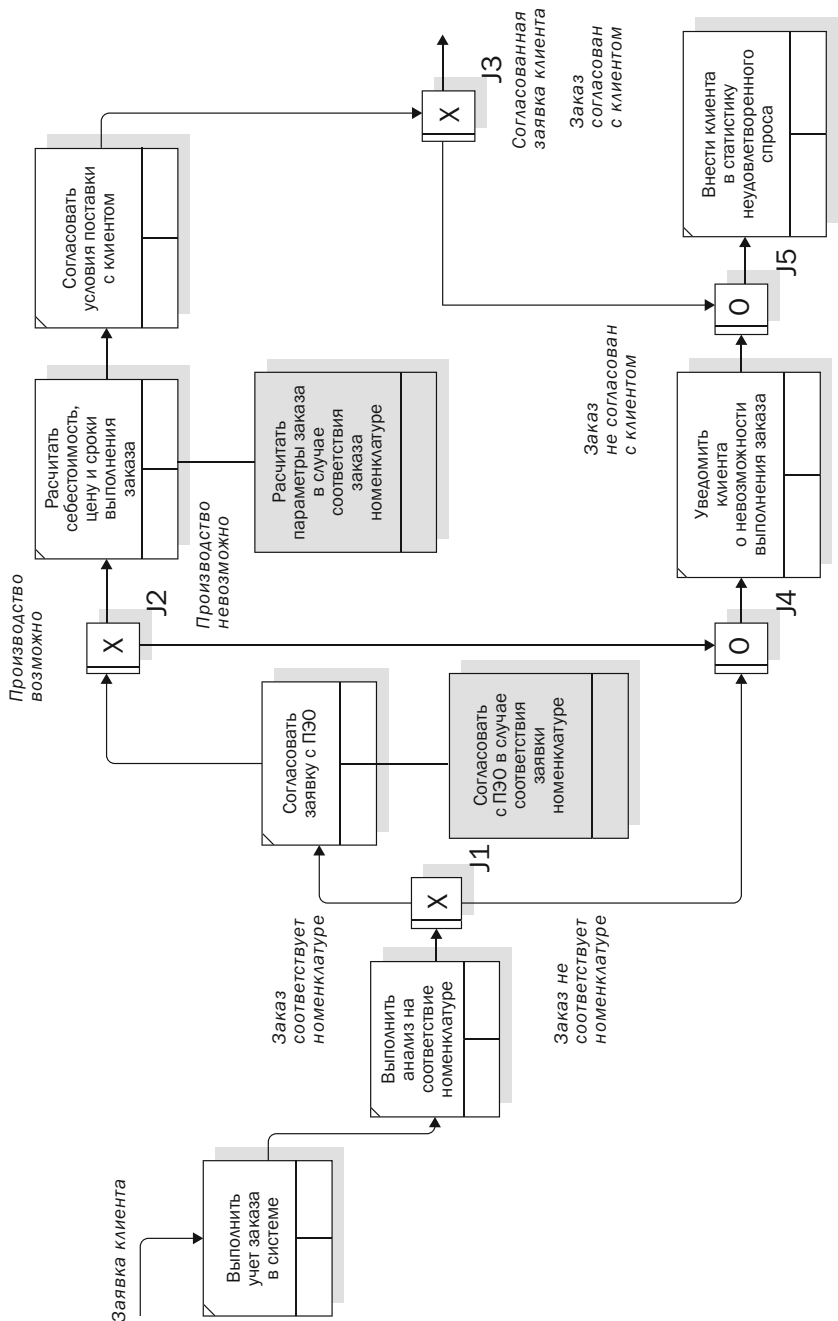 Заявка клиента
Выполнить
учет заказа
в системе
Выполнить
анализ на
соответствие
номенклатуре
X
J1
Заказ
соответствует
номенклатуре
Заказ не
соответствует
номенклатуре
Согласовать
заявку с ПЭО
Согласовать
с ПЭО в случае
соответствия
заявки
номенклатуре
X
J2
Производство
возможно
Производство
невозможно
Расчитать
себестоимость,
цену и сроки
выполнения
заказа
Расчитать
параметры заказа
в случае
соответствия
заказа
номенклатуре
Согласовать
условия поставки
с клиентом
X
J3
Согласованная
заявка клиента
Заказ
согласован
с клиентом
Заказ
не согласован
с клиентом
O
J4
Уведомить
клиента
о невозможности
выполнения заказа
O
J5
Внести клиента
в статистику
неудовлетворенного
спроса